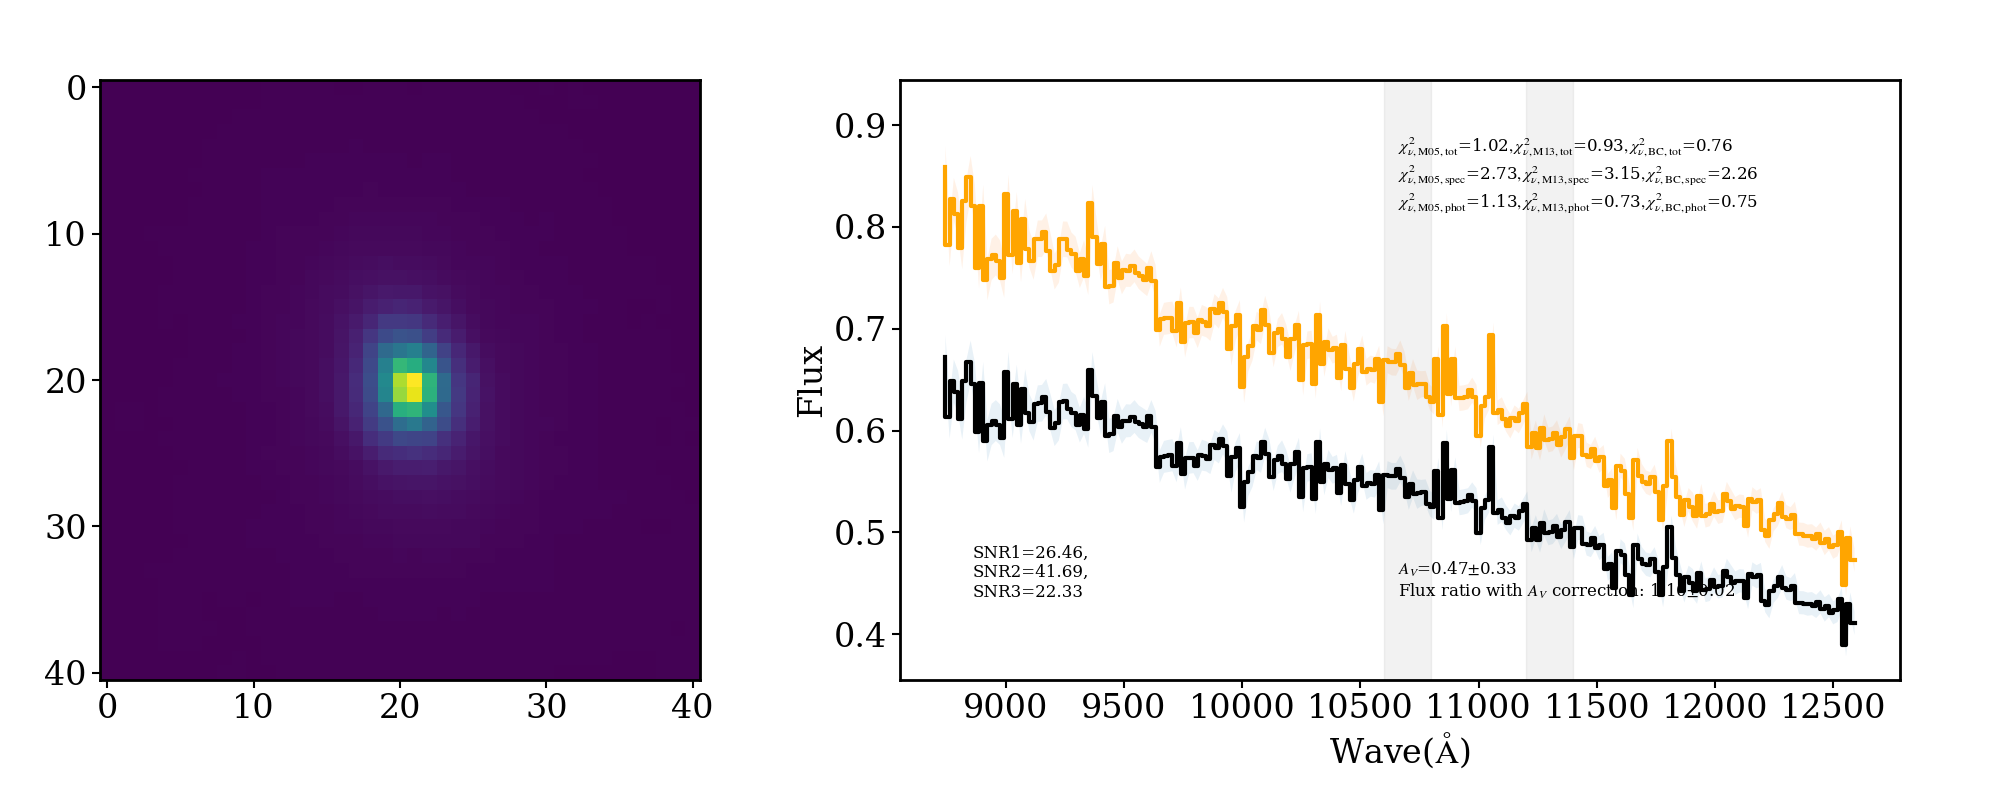 0
10
20
30
40
0 10 20 30 40
0.9
0.8
0.7
0.6
0.5
0.4
Flux
χ²ν,M05,tot=1.02,χ²ν,M13,tot=0.93,χ²ν,BC,tot=0.76
χ²ν,M05,spec=2.73,χ²ν,M13,spec=3.15,χ²ν,BC,spec=2.26
χ²ν,M05,phot=1.13,χ²ν,M13,phot=0.73,χ²ν,BC,phot=0.75
SNR1=26.46,
SNR2=41.69,
SNR3=22.33
AV=0.47±0.33
Flux ratio with AV correction: 1.16±0.02
9000 9500 10000 10500 11000 11500 12000 12500
Wave(Å)